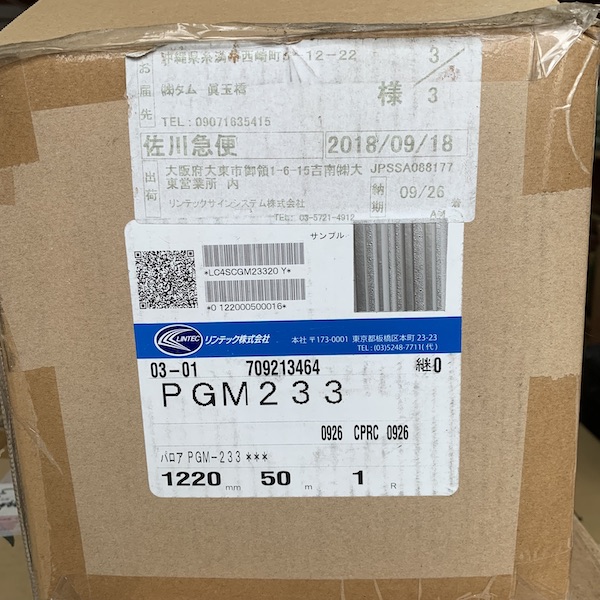 お届先
沖縄県糸満市西崎町5-12-22
3/3
㈱タム 眞玉橋 様
TEL:09071635415
佐川急便 2018/09/18
出荷
大阪府大東市御領1-6-15吉南㈱大
東営業所 内
JPSSA088177
納期 09/26 着
リンテックサインシステム株式会社
TEL: 03-5721-4912
サンプル
*LC4SCGM23320 Y*
*0 122000500016*
LINTEC リンテック株式会社 本社 〒173-0001 東京都板橋区本町 23-23
TEL : (03)5248-7711(代)
03-01 709213464 継0
PGM233
0926 CPRC 0926
パロア PGM-233***
1220 mm 50 m 1 R